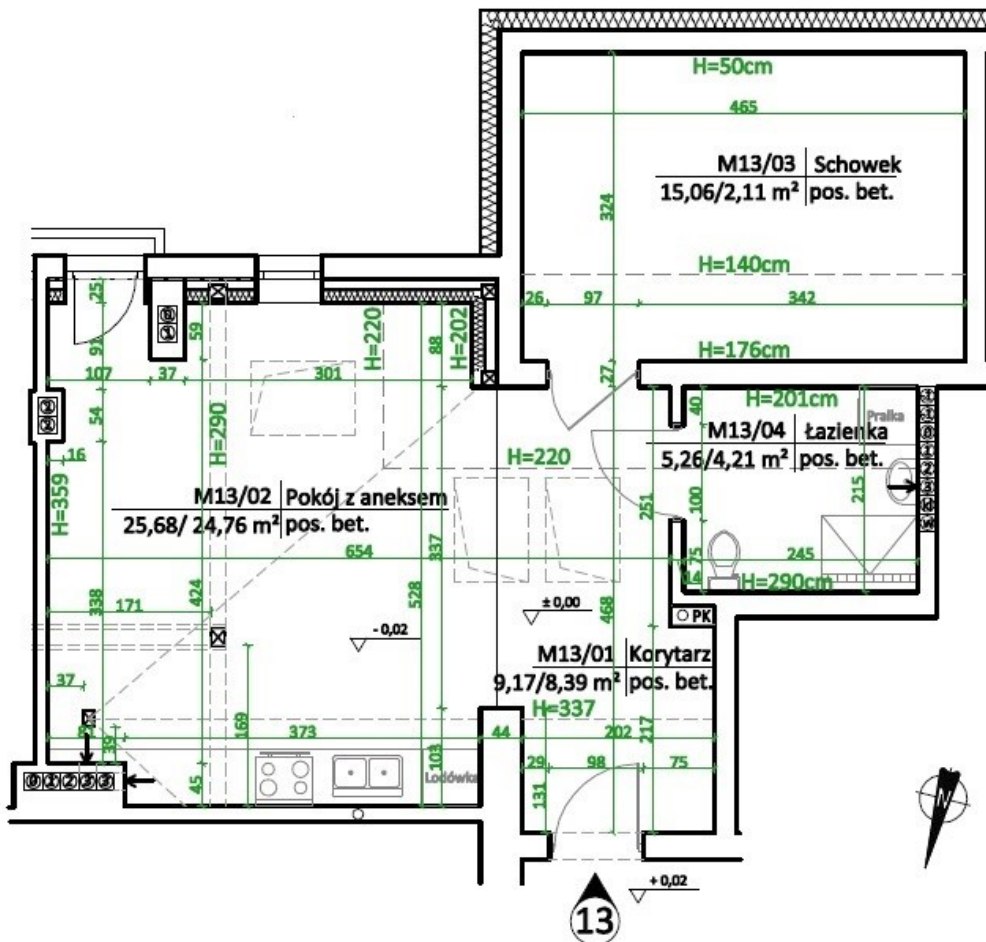 H=50cm
465
M13/03 Schowek
15,06/2,11 m² pos. bet.
324
H=140cm
26 97 342
H=176cm
27
25
59
H=220
H=202
88
107 37 301
54
16
H=359
H=290
40
H=201cm
Pralka
M13/04 Łazienka
5,26/4,21 m² pos. bet.
H=220
M13/02 Pokój z aneksem
25,68/ 24,76 m² pos. bet.
251
100
215
654
337
75
245
14
H=290cm
338
171
424
528
468
± 0,00
- 0,02
PK
M13/01 Korytarz
9,17/8,39 m² pos. bet.
37
H=337
169
39
373
44
202
217
103
29 98 75
45
Lodówka
131
+ 0,02
13
N